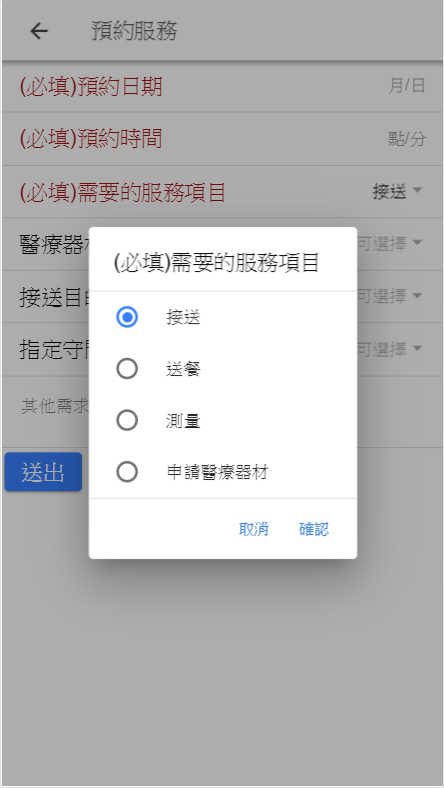 預約服務
(必填)預約日期 月/日
(必填)預約時間 點/分
(必填)需要的服務項目 接送
醫療器 可選擇
接送目 可選擇
指定守 可選擇
其他需求
送出
(必填)需要的服務項目
接送
送餐
測量
申請醫療器材
取消 確認